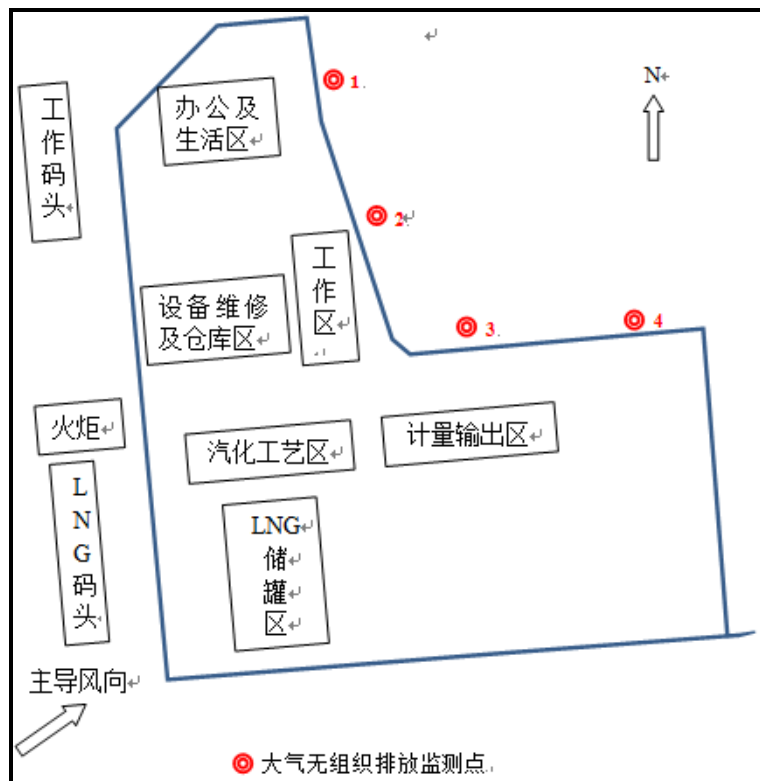 1.
N
工作码头
办公及
生活区
2.
工作区
设备维修
及仓库区
3.
4
火炬
汽化工艺区
计量输出区
LNG码头
LNG
储
罐
区
主导风向
大气无组织排放监测点.